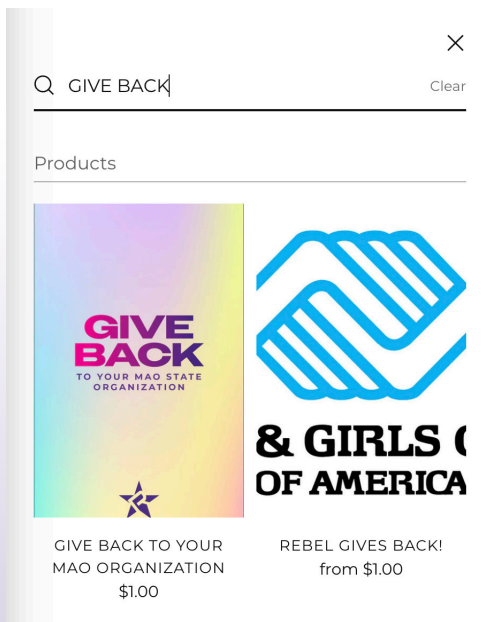 GIVE BACK
Clear
Products
GIVE
BACK
TO YOUR MAO STATE
ORGANIZATION
& GIRLS
OF AMERICA
GIVE BACK TO YOUR
MAO ORGANIZATION
$1.00
REBEL GIVES BACK!
from $1.00